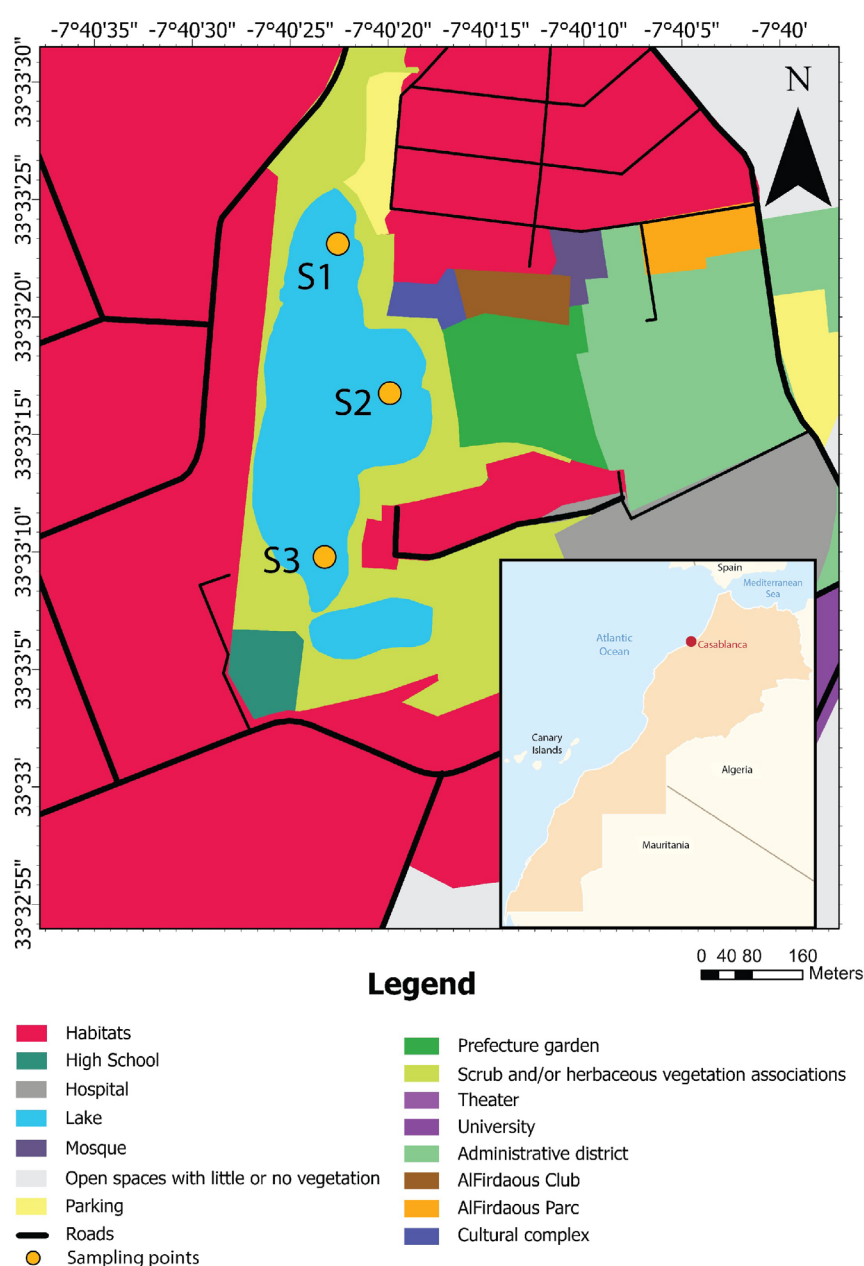 -7°40'35" -7°40'30" -7°40'25" -7°40'20" -7°40'15" -7°40'10" -7°40'5" -7°40'
33°33'30"
N
33°33'25"
S1
33°33'20"
S2
33°33'15"
33°33'10"
S3
Spain
Mediterranean
Sea
Atlantic
Ocean
Casablanca
33°33'5"
Canary
Islands
Algeria
33°33'
Mauritania
33°32'55"
0 40 80 160
Meters
Legend
Habitats
High School
Hospital
Lake
Mosque
Open spaces with little or no vegetation
Parking
Roads
Sampling points
Prefecture garden
Scrub and/or herbaceous vegetation associations
Theater
University
Administrative district
AlFirdaous Club
AlFirdaous Parc
Cultural complex